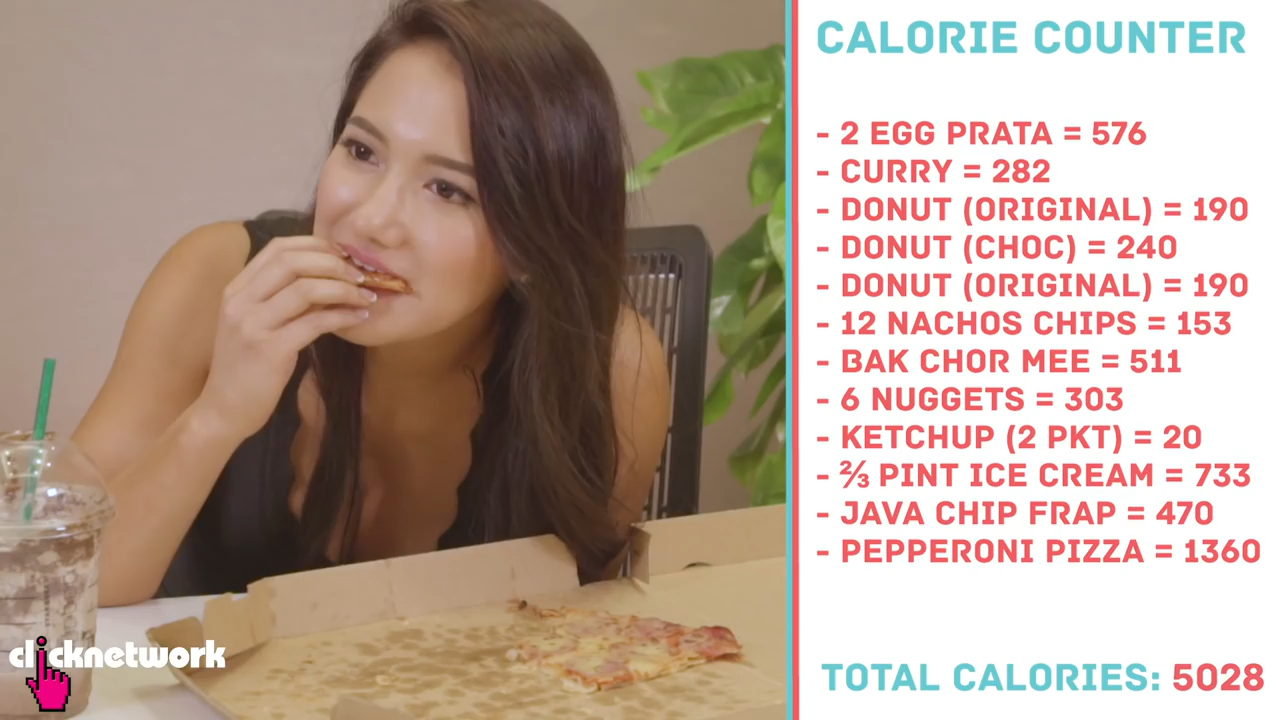 CALORIE COUNTER
- 2 EGG PRATA = 576
- CURRY = 282
- DONUT (ORIGINAL) = 190
- DONUT (CHOC) = 240
- DONUT (ORIGINAL) = 190
- 12 NACHOS CHIPS = 153
- BAK CHOR MEE = 511
- 6 NUGGETS = 303
- KETCHUP (2 PKT) = 20
- ⅔ PINT ICE CREAM = 733
- JAVA CHIP FRAP = 470
- PEPPERONI PIZZA = 1360
clicknetwork
TOTAL CALORIES: 5028